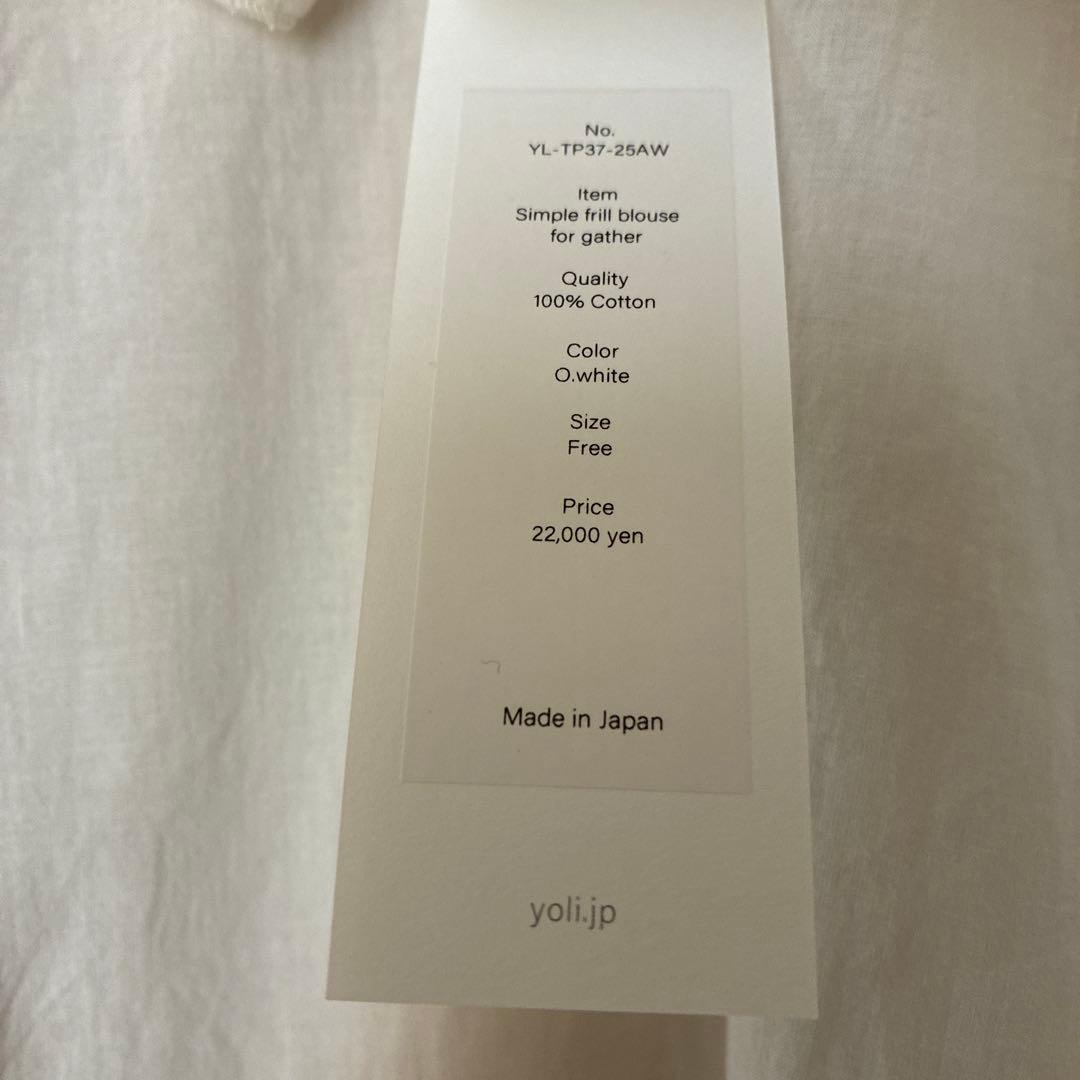 No.
YL-TP37-25AW
Item
Simple frill blouse
for gather
Quality
100% Cotton
Color
O.white
Size
Free
Price
22,000 yen
Made in Japan
yoli.jp